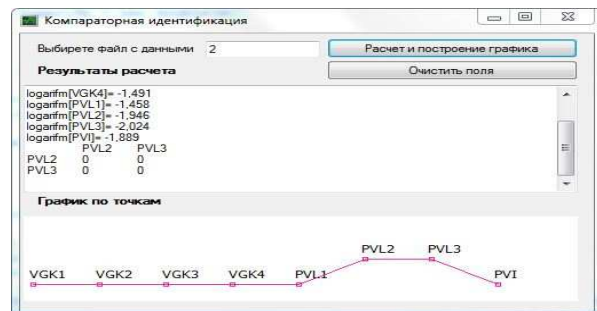 Компараторная идентификация
Выбирете файл с данными 2 Расчет и построение графика
Результаты расчета Очистить поля
logarifm[VGK4]= -1,491
logarifm[PVL1]= -1,458
logarifm[PVL2]= -1,946
logarifm[PVL3]= -2,024
logarifm[PVI]= -1,889
PVL2 PVL3
PVL2 0 0
PVL3 0 0
График по точкам
PVL2 PVL3
VGK1 VGK2 VGK3 VGK4 PVL1 PVI